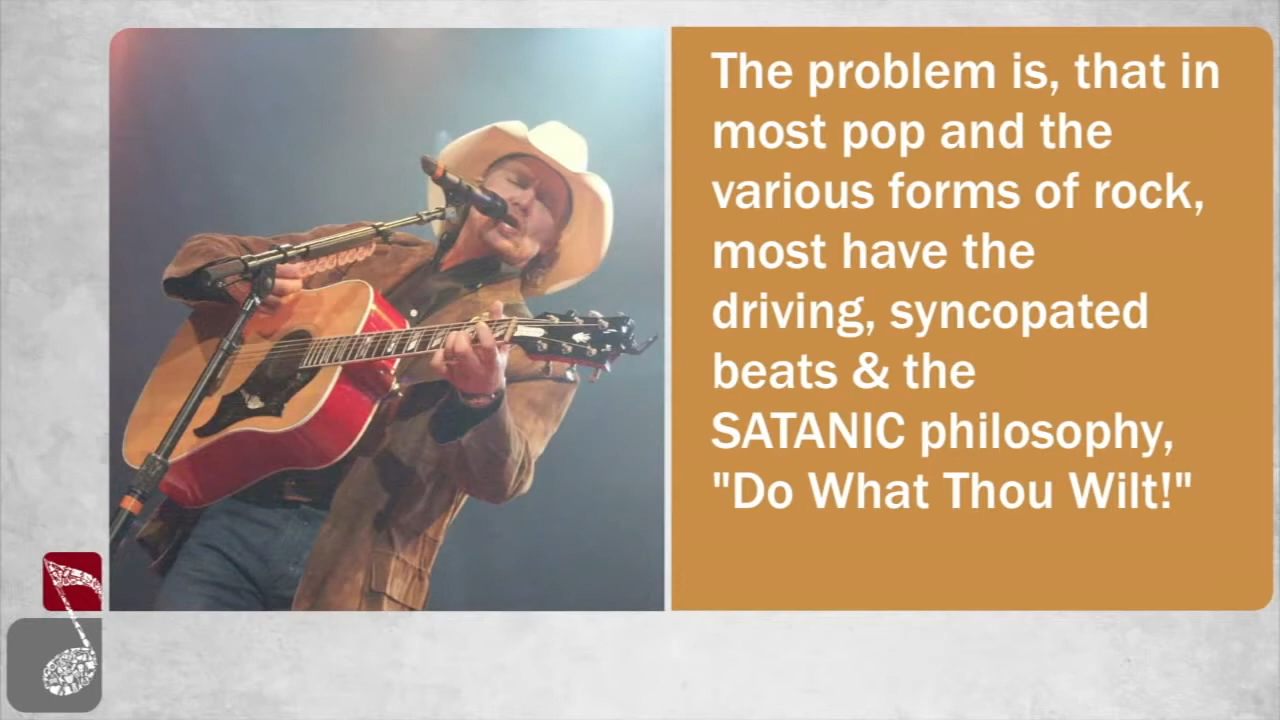 The problem is, that in
most pop and the
various forms of rock,
most have the
driving, syncopated
beats & the
SATANIC philosophy,
"Do What Thou Wilt!"